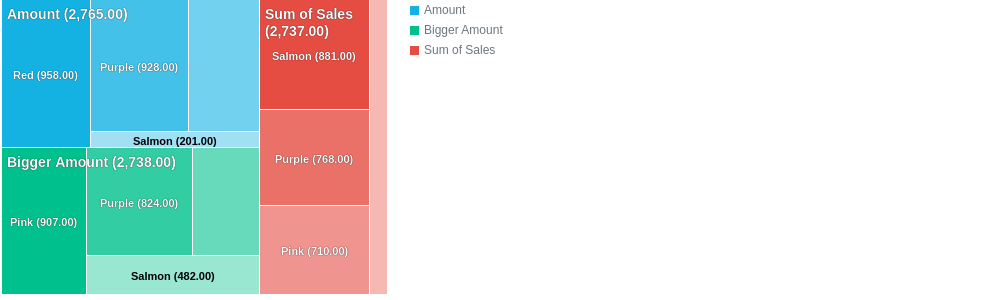 Amount (2,765.00)
Red (958.00)
Purple (928.00)
Salmon (201.00)
Bigger Amount (2,738.00)
Pink (907.00)
Purple (824.00)
Salmon (482.00)
Sum of Sales
(2,737.00)
Salmon (881.00)
Purple (768.00)
Pink (710.00)
Amount
Bigger Amount
Sum of Sales